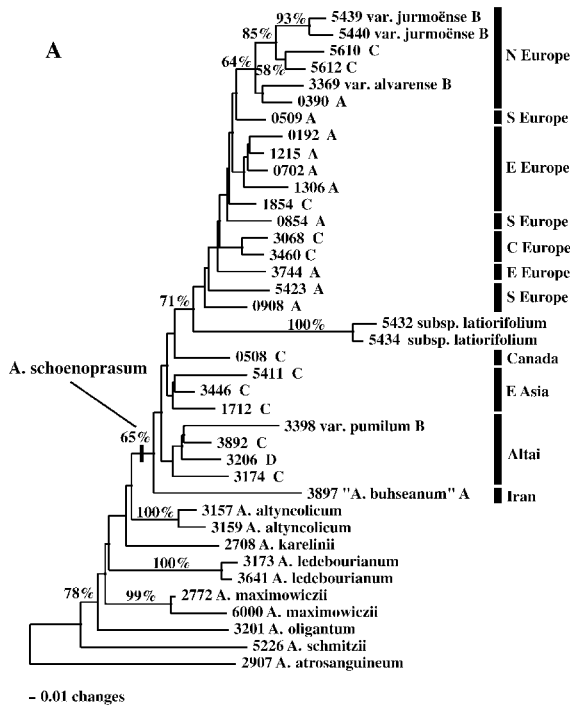 A
93%
5439 var. jurmoënse B
5440 var. jurmoënse B
85%
5610 C
N Europe
64%
58%
5612 C
3369 var. alvarense B
0390 A
0509 A
S Europe
0192 A
1215 A
0702 A
E Europe
1306 A
1854 C
0854 A
S Europe
3068 C
C Europe
3460 C
3744 A
E Europe
5423 A
S Europe
71%
0908 A
100%
5432 subsp. latiorifolium
5434 subsp. latiorifolium
0508 C
Canada
A. schoenoprasum
5411 C
3446 C
E Asia
1712 C
65%
3398 var. pumilum B
3892 C
Altai
3206 D
3174 C
3897 "A. buhseanum" A
Iran
100%
3157 A. altyncolicum
3159 A. altyncolicum
2708 A. karelinii
100%
3173 A. ledebourianum
3641 A. ledebourianum
78%
99%
2772 A. maximowiczii
6000 A. maximowiczii
3201 A. oligantum
5226 A. schmitzii
2907 A. atrosanguineum
– 0.01 changes